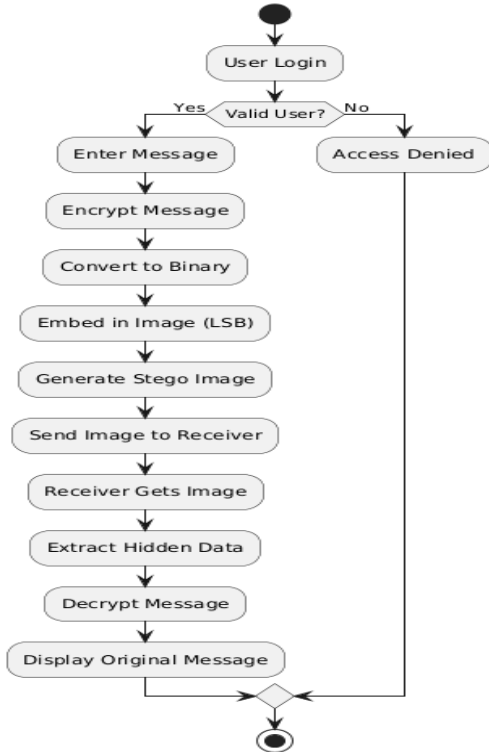 User Login
Valid User?
Yes
No
Enter Message
Access Denied
Encrypt Message
Convert to Binary
Embed in Image (LSB)
Generate Stego Image
Send Image to Receiver
Receiver Gets Image
Extract Hidden Data
Decrypt Message
Display Original Message